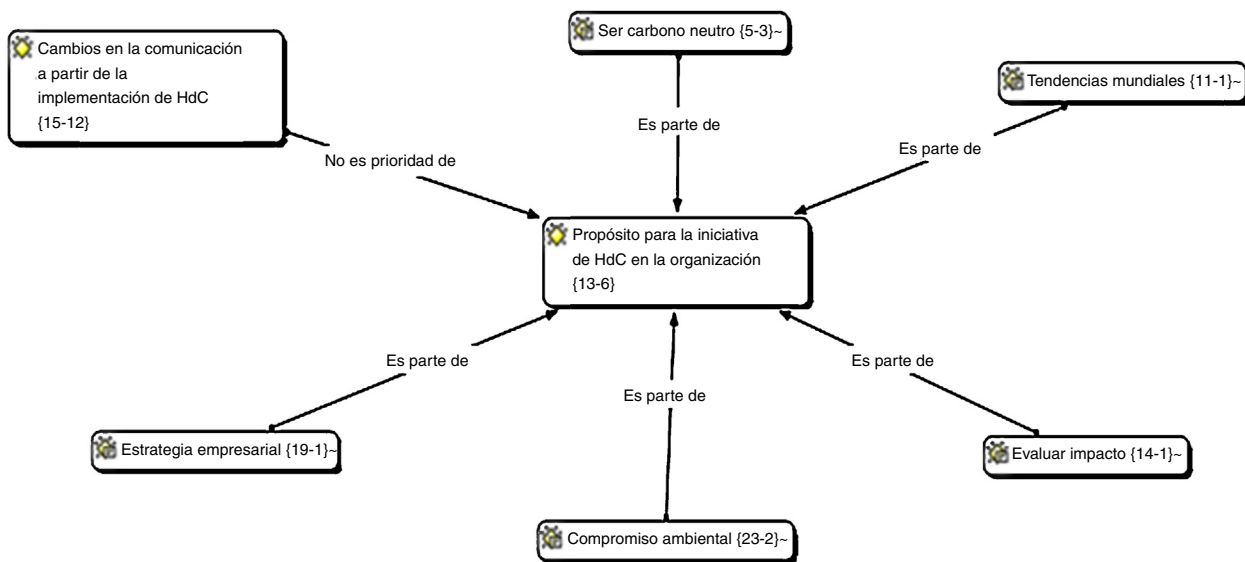 Ser carbono neutro {5-3}~
Cambios en la comunicación
a partir de la
implementación de HdC
{15-12}
Tendencias mundiales {11-1}~
Es parte de
Es parte de
No es prioridad de
Propósito para la iniciativa
de HdC en la organización
{13-6}
Es parte de
Es parte de
Es parte de
Estrategia empresarial {19-1}~
Evaluar impacto {14-1}~
Compromiso ambiental {23-2}~